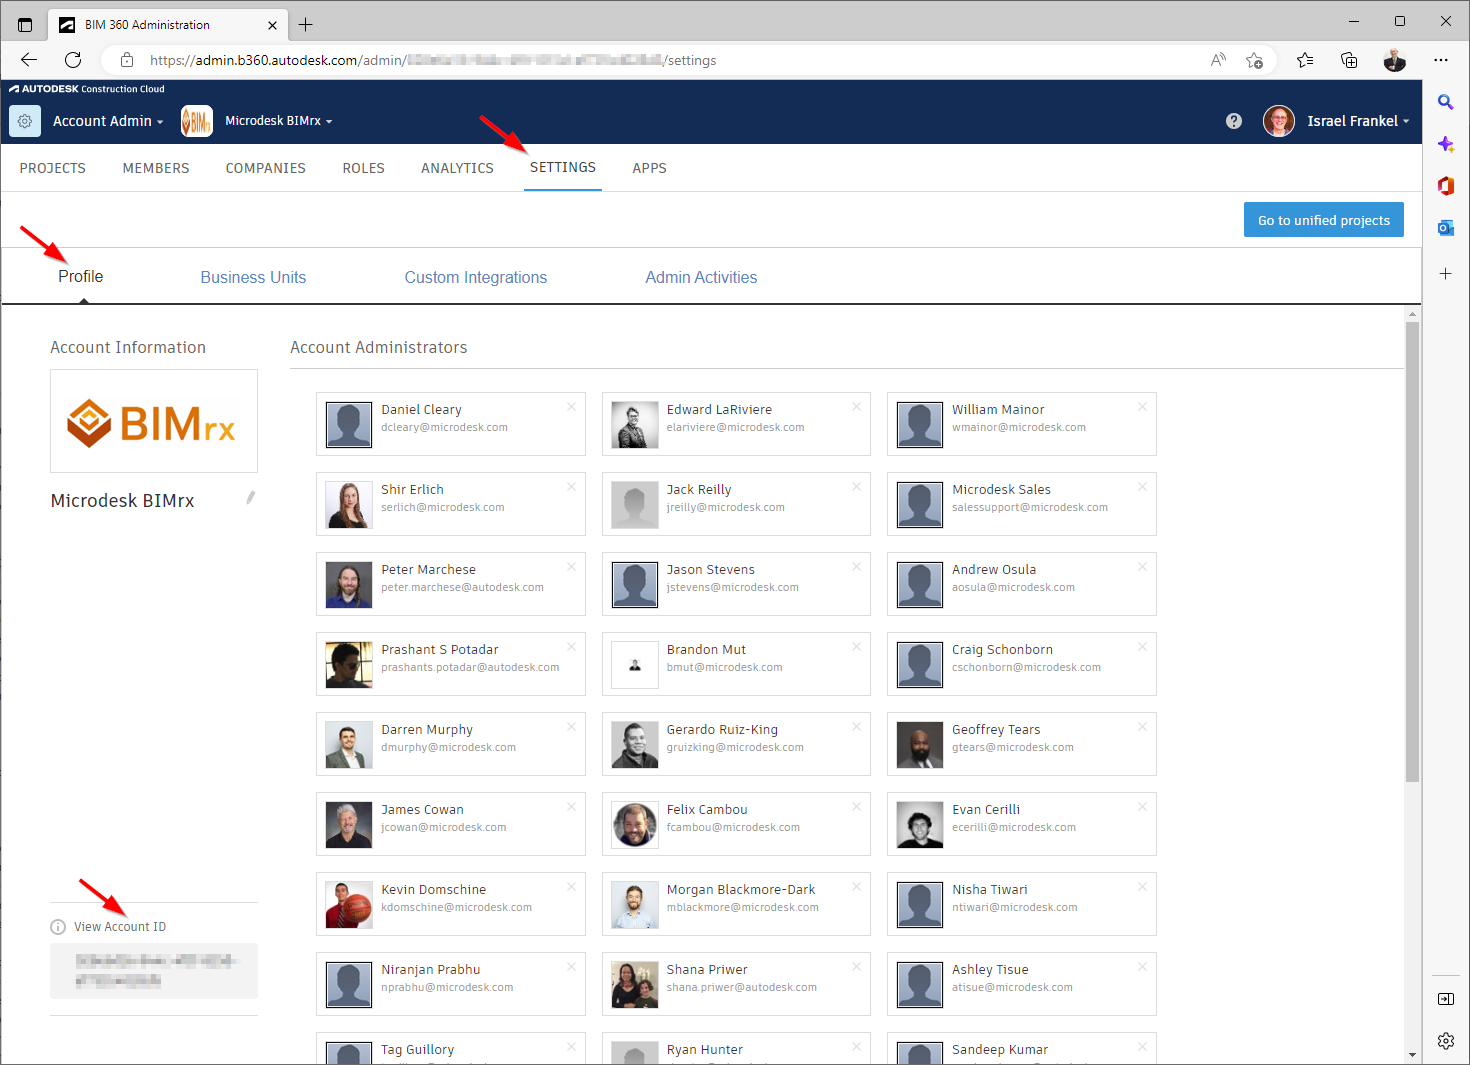 BIM 360 Administration
https://admin.b360.autodesk.com/admin/ /settings
AUTODESK Construction Cloud
Account Admin
BIMrx
Microdesk BIMrx
Israel Frankel
PROJECTS MEMBERS COMPANIES ROLES ANALYTICS SETTINGS APPS
Go to unified projects
Profile Business Units Custom Integrations Admin Activities
Account Information
BIMrx
Microdesk BIMrx
View Account ID
Account Administrators
Daniel Cleary
dcleary@microdesk.com
Edward LaRiviere
elariviere@microdesk.com
William Mainor
wmainor@microdesk.com
Shir Erlich
serlich@microdesk.com
Jack Reilly
jreilly@microdesk.com
Microdesk Sales
salessupport@microdesk.com
Peter Marchese
peter.marchese@autodesk.com
Jason Stevens
jstevens@microdesk.com
Andrew Osula
aosula@microdesk.com
Prashant S Potadar
prashants.potadar@autodesk.com
Brandon Mut
bmut@microdesk.com
Craig Schonborn
cschonborn@microdesk.com
Darren Murphy
dmurphy@microdesk.com
Gerardo Ruiz-King
gruizking@microdesk.com
Geoffrey Tears
gtears@microdesk.com
James Cowan
jcowan@microdesk.com
Felix Cambou
fcambou@microdesk.com
Evan Cerilli
ecerilli@microdesk.com
Kevin Domschine
kdomschine@microdesk.com
Morgan Blackmore-Dark
mblackmore@microdesk.com
Nisha Tiwari
ntiwari@microdesk.com
Niranjan Prabhu
nprabhu@microdesk.com
Shana Priwer
shana.priwer@autodesk.com
Ashley Tisue
atisue@microdesk.com
Tag Guillory
Ryan Hunter
Sandeep Kumar